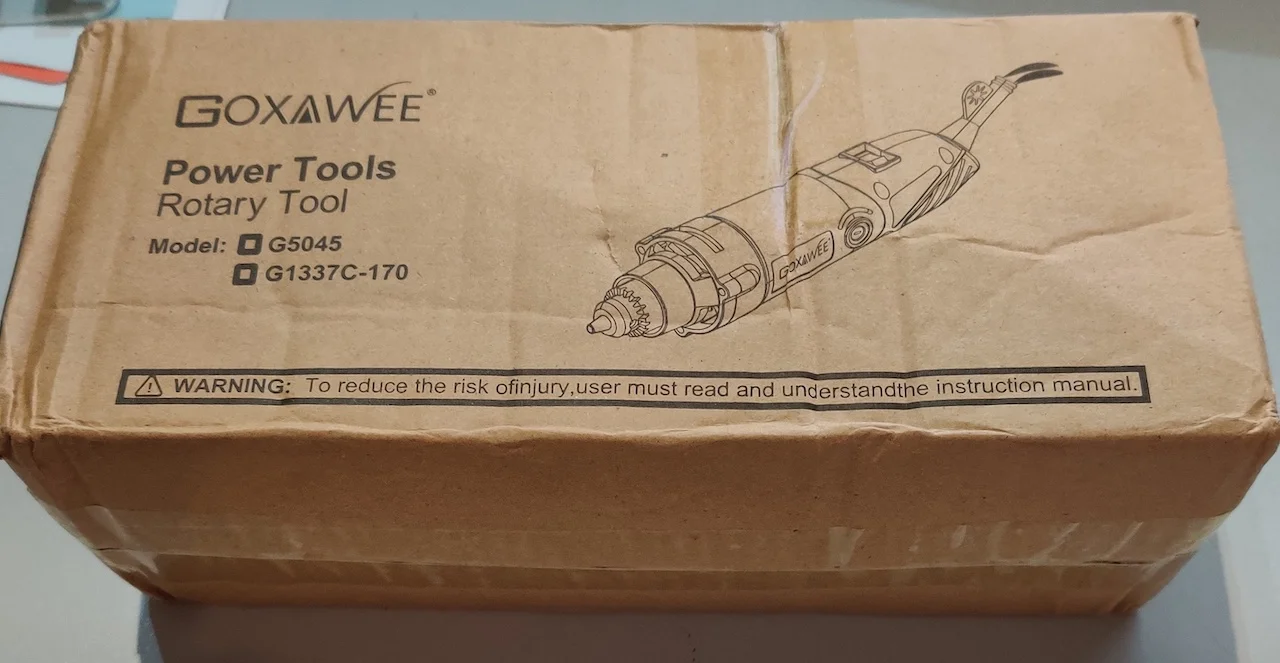 GOXAWEE®
Power Tools
Rotary Tool
Model: G5045
G1337C-170
GOXAWEE
WARNING: To reduce the risk ofinjury,user must read and understandthe instruction manual.